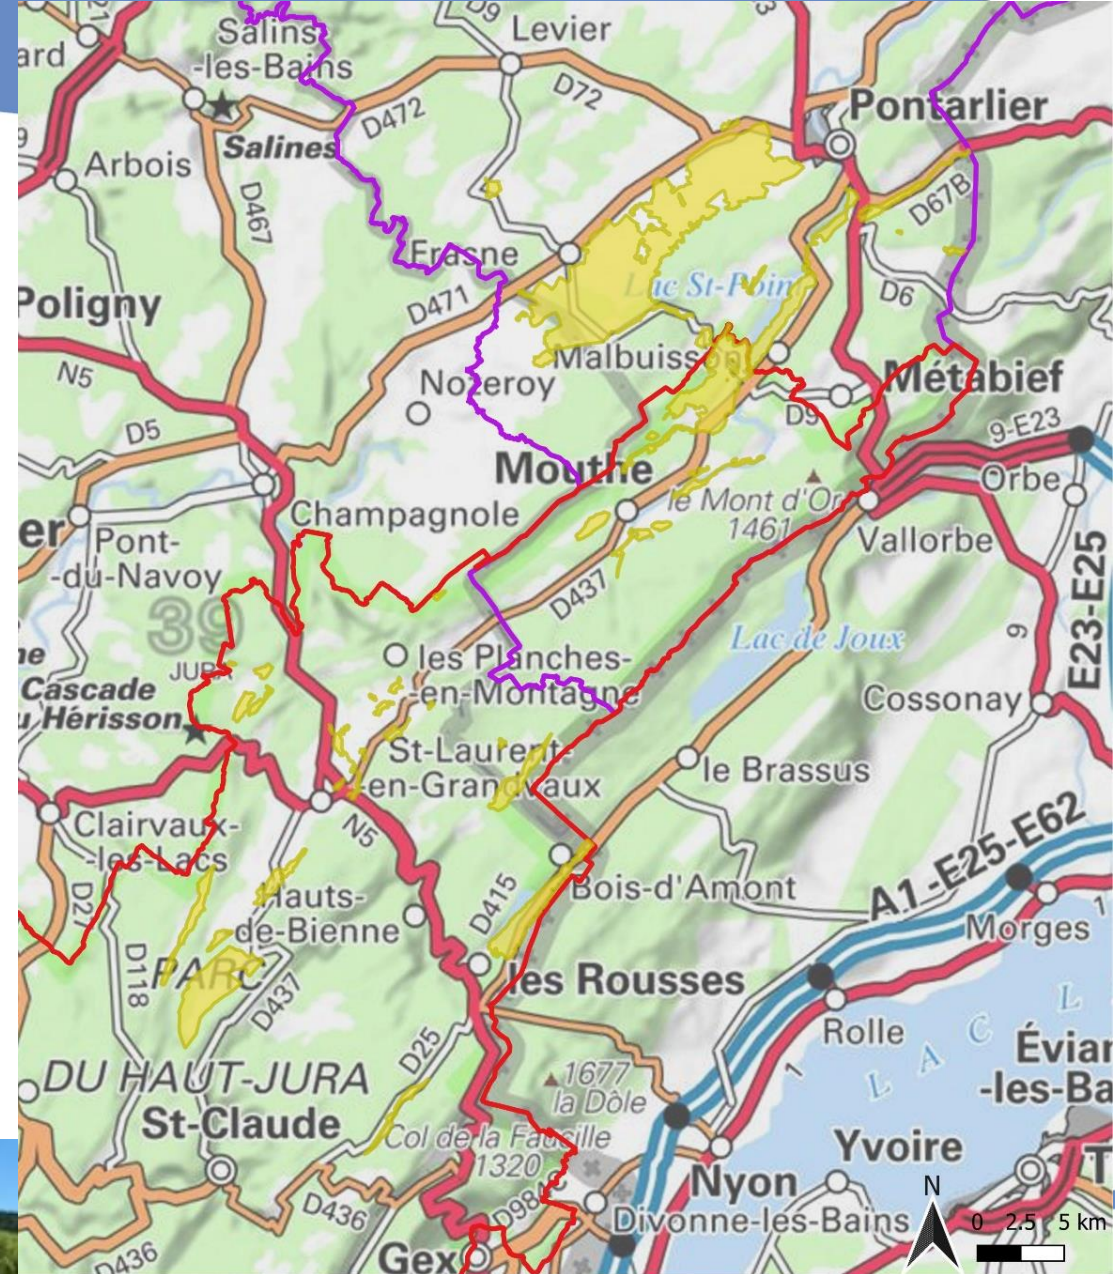 D9
Levier
Salins
-les-Bains
D72
Pontarlier
D472
Salines
Arbois
D467
D67B
Frasne
Lac St-Poin
D6
Poligny
D471
Malbuisson
Métabief
N5
Nozeroy
D9
9-E23
D5
Mouthe
Orbe
le Mont d'Or
1461
Champagnole
Vallorbe
Pont-
-du-Navoy
D437
E23-E25
39
JURA
9
Lac de Joux
les Planches-
-en-Montagne
Cascade
u Hérisson
Cossonay
St-Laurent-
-en-Grandvaux
le Brassus
N5
Clairvaux-
-les-Lacs
A1-E25-E62
D27
Hauts-
-de-Bienne
D415
Bois-d'Amont
Morges
1
D118
PARC
D437
les Rousses
L
A
C
L
Rolle
Évian
-les-Ba
DU HAUT-JURA
D25
1677
la Dôle
1
St-Claude
Col de la Faucille
1320
Yvoire
Nyon
N
D436
D984C
Divonne-les-Bains
0 2.5 5 km
D436
Gex